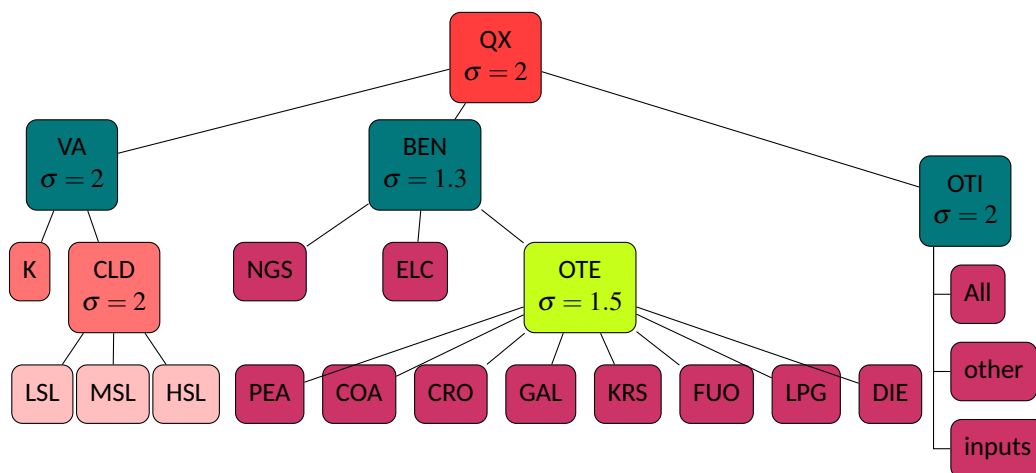 QX
σ = 2
VA
σ = 2
BEN
σ = 1.3
OTI
σ = 2
K
CLD
σ = 2
NGS
ELC
OTE
σ = 1.5
All
LSL
MSL
HSL
PEA
COA
CRO
GAL
KRS
FUO
LPG
DIE
other
inputs